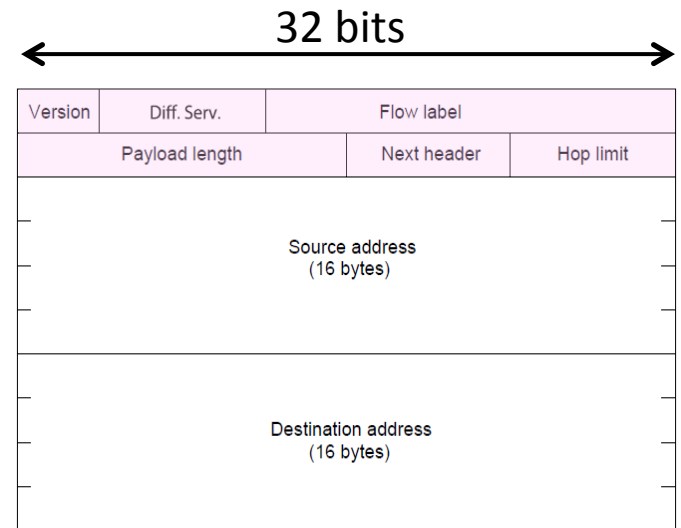 32 bits
Version Diff. Serv. Flow label
Payload length Next header Hop limit
Source address
(16 bytes)
Destination address
(16 bytes)